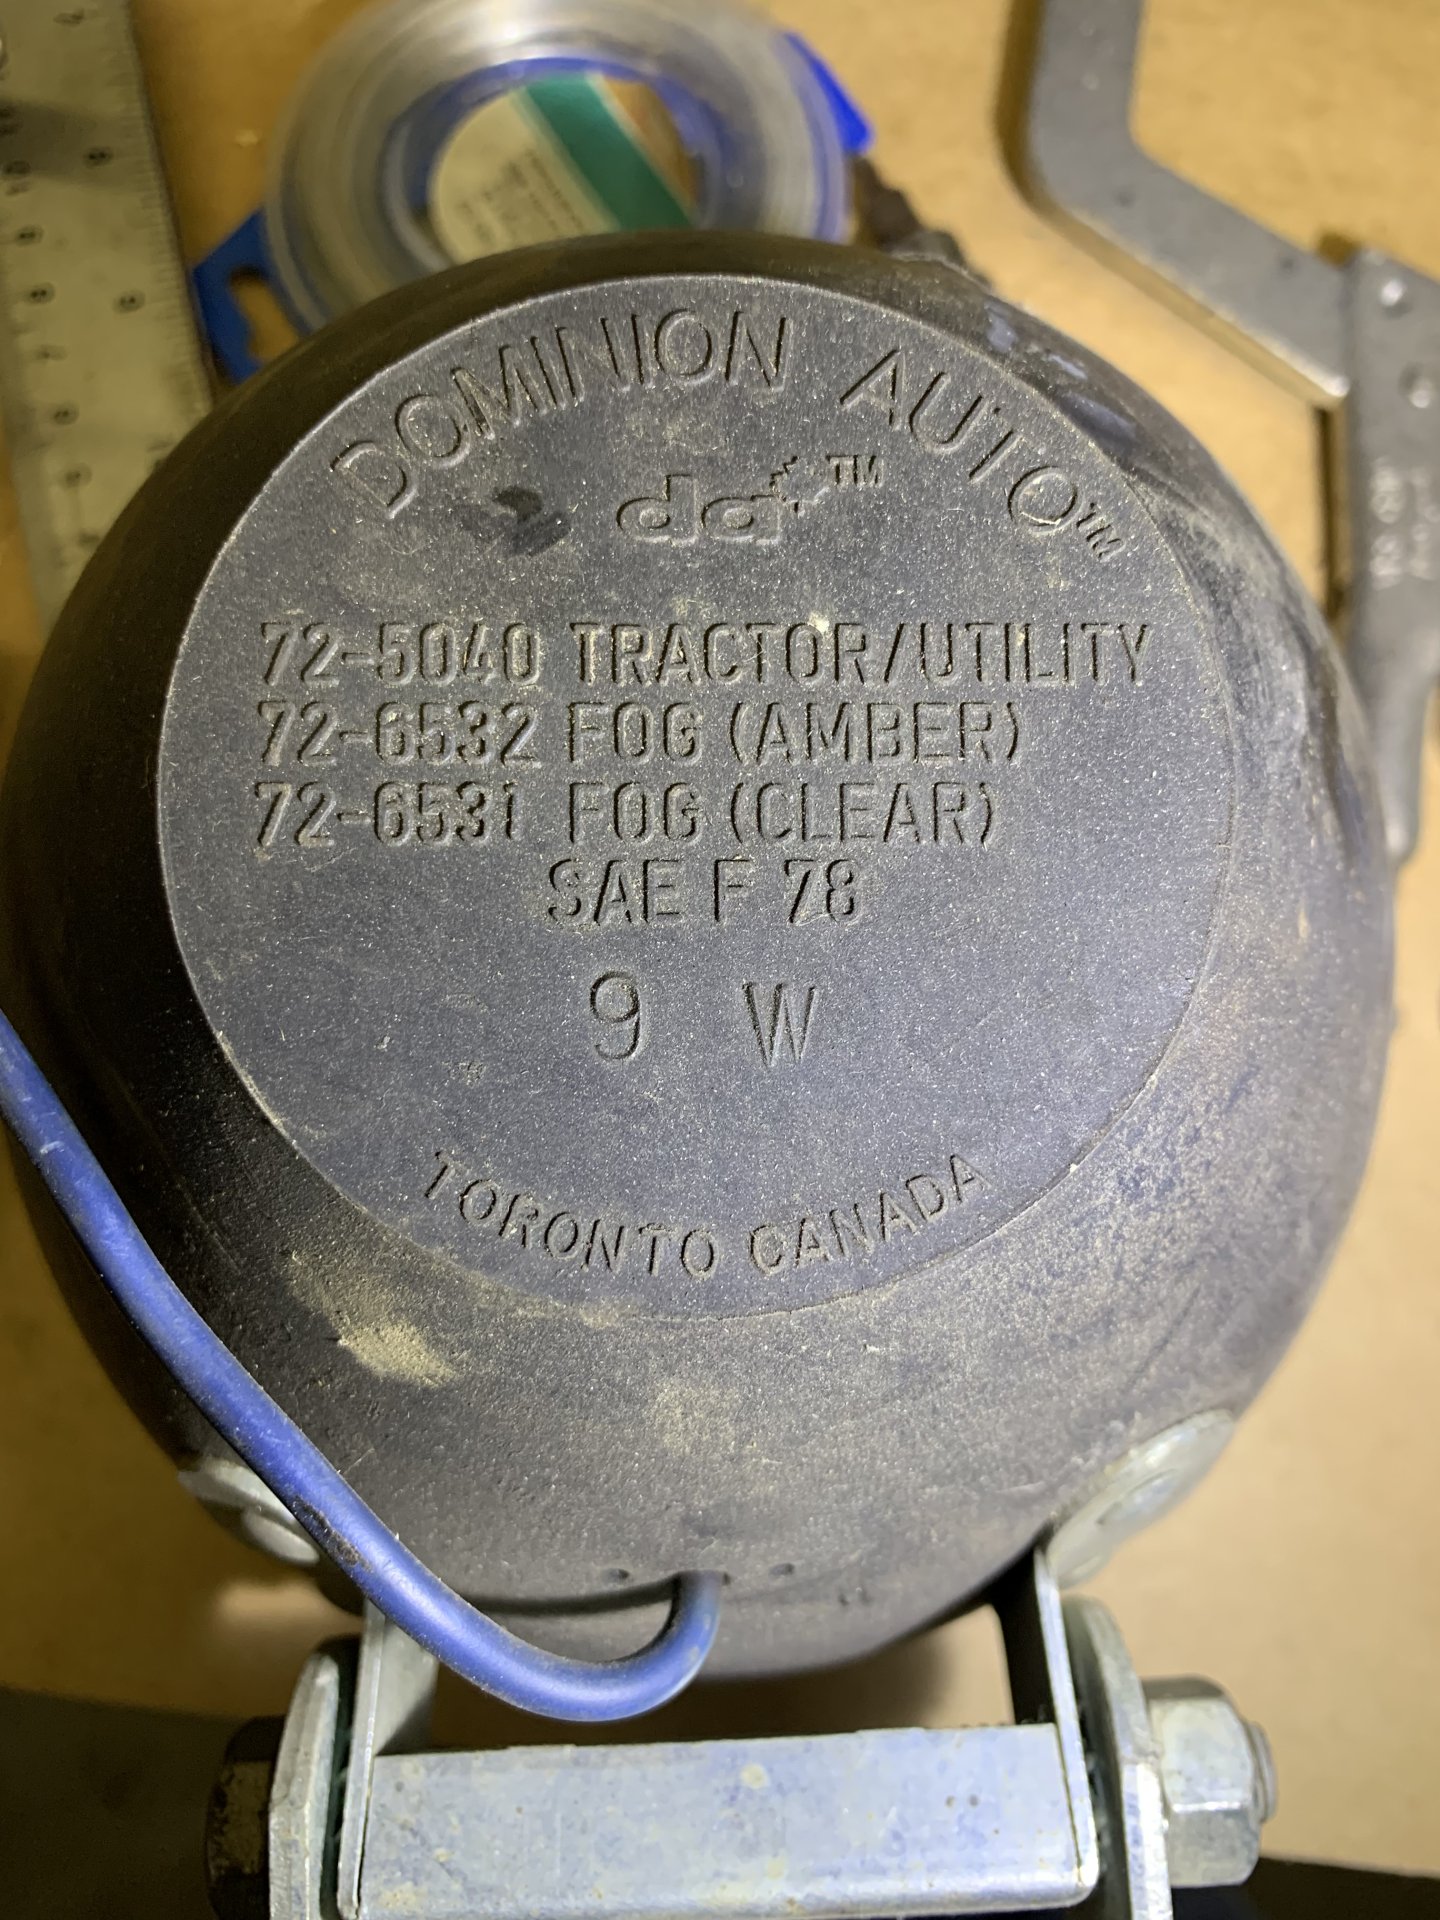 DOMINION AUTO™
da™
72-5040 TRACTOR/UTILITY
72-6532 FOG (AMBER)
72-6531 FOG (CLEAR)
SAE F 78
9 W
TORONTO CANADA